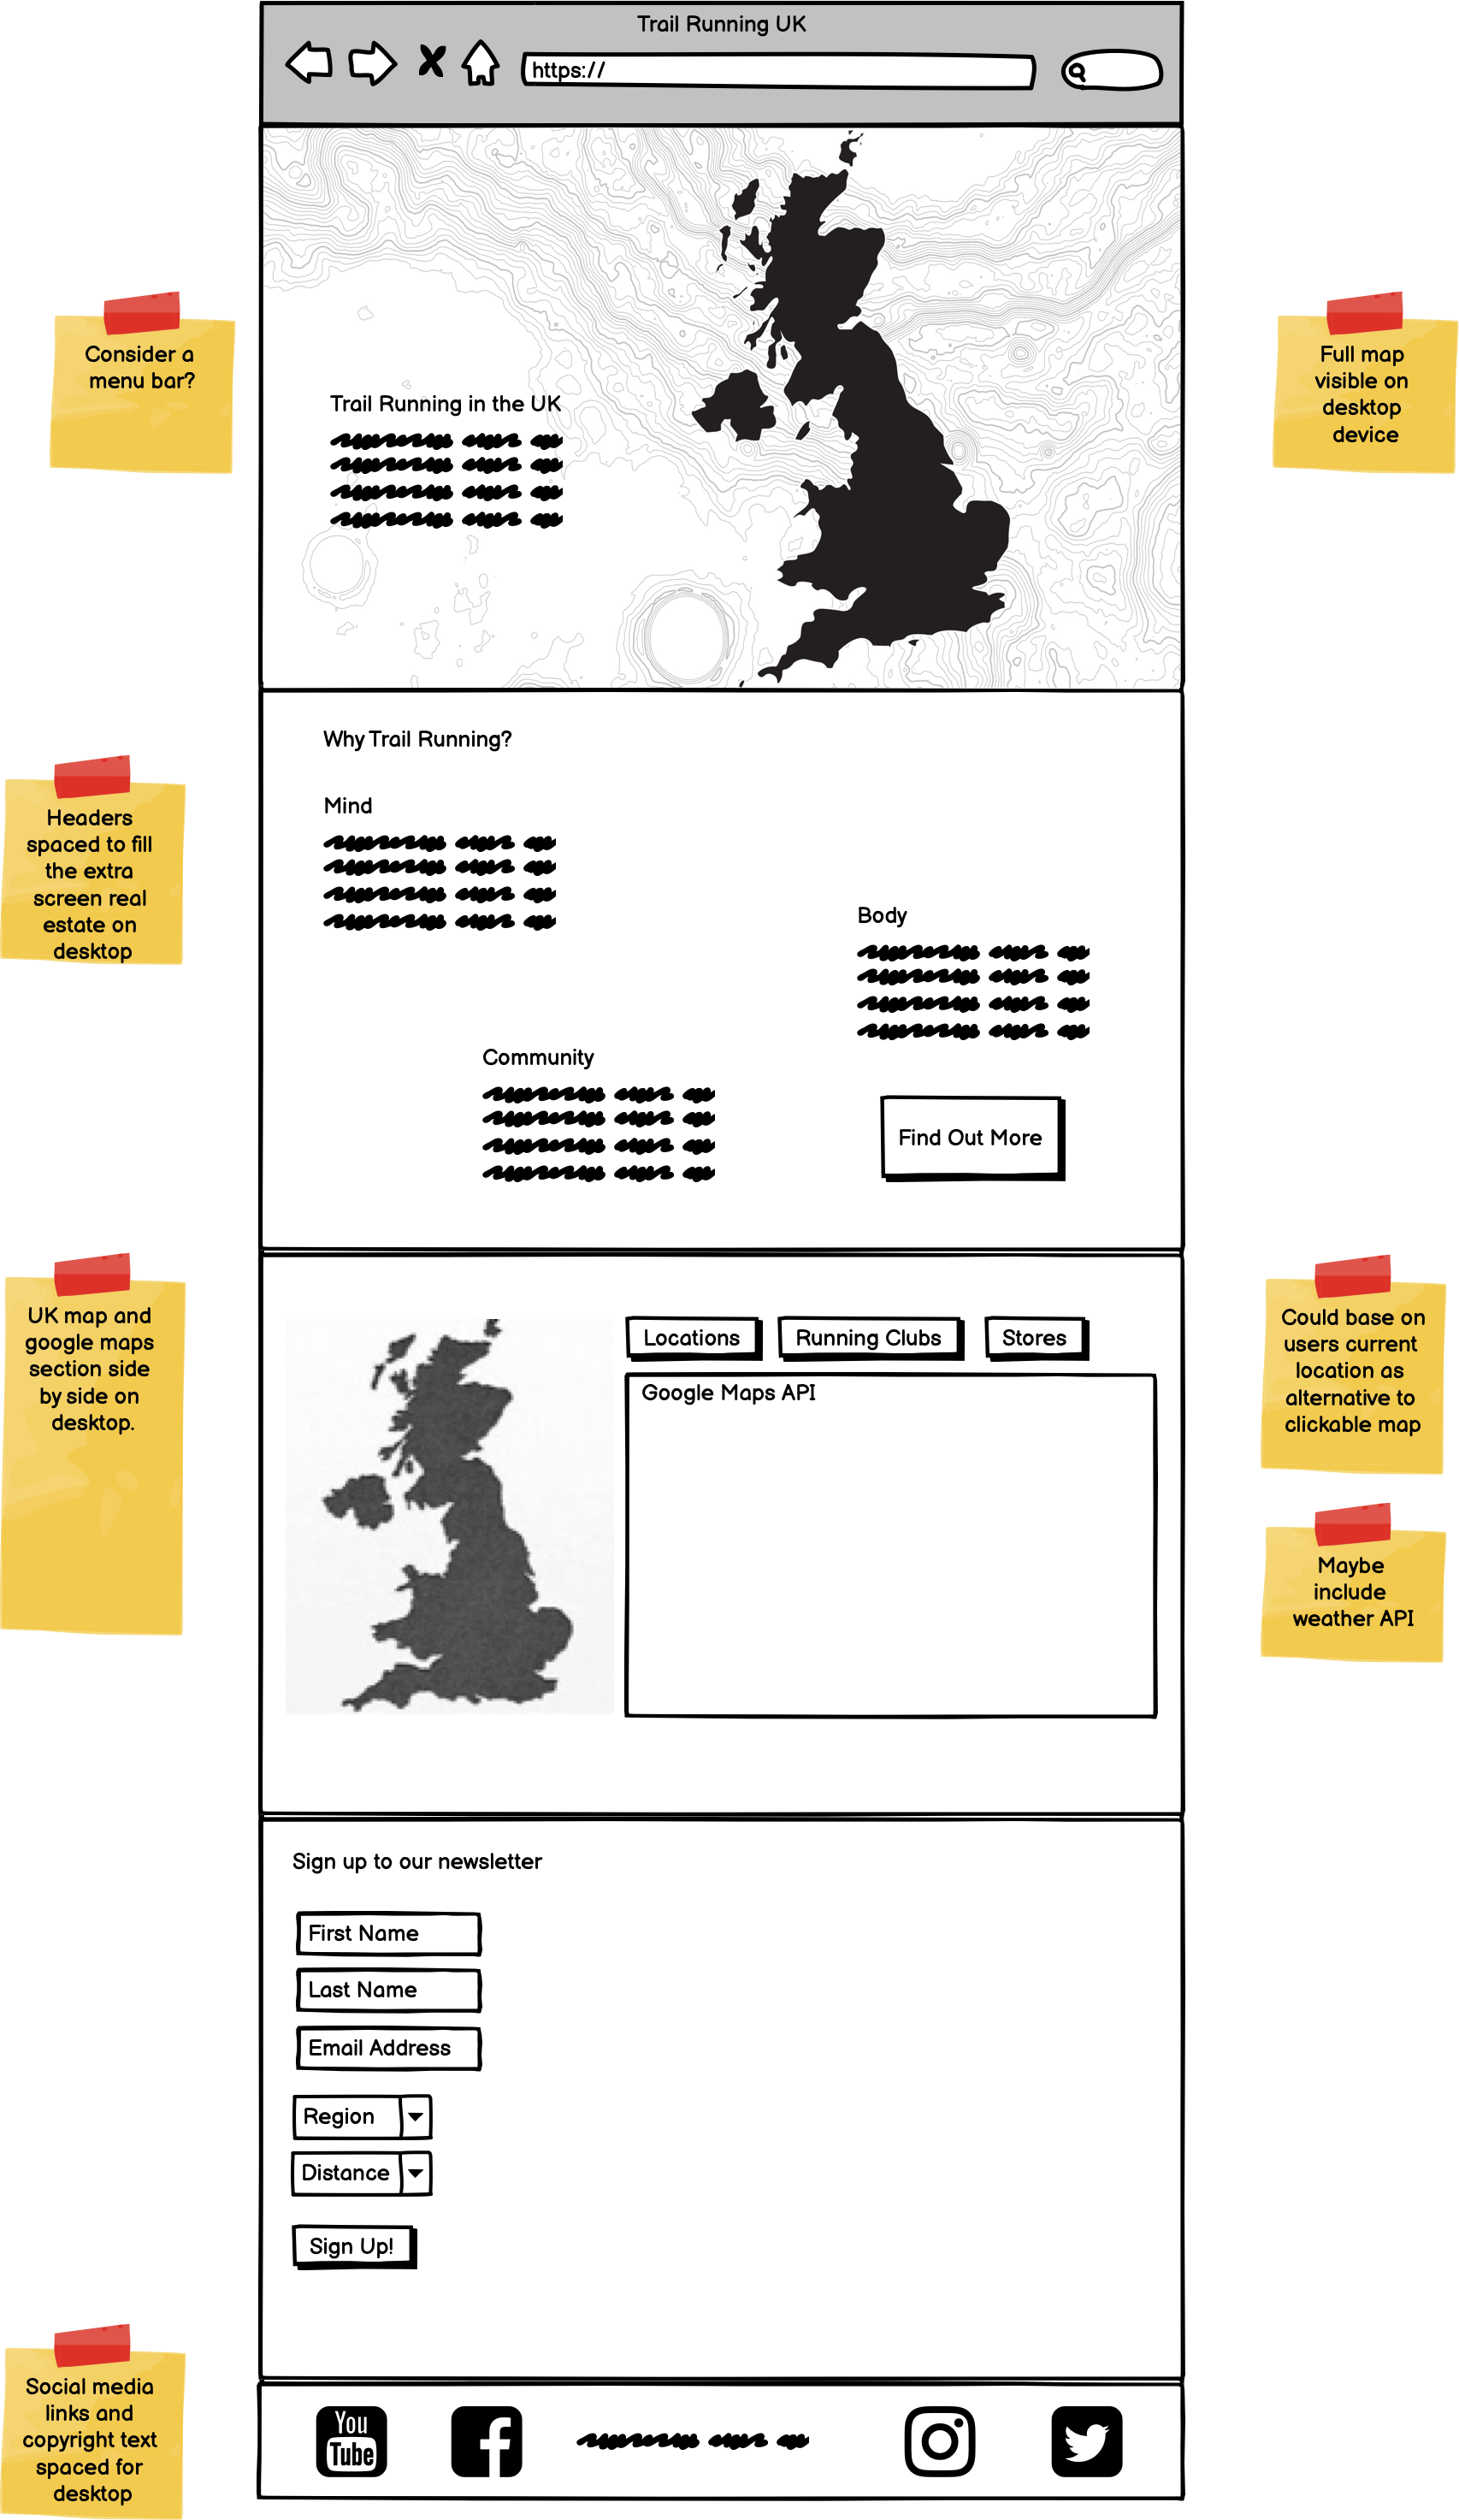 Trail Running UK
https://
Consider a
menu bar?
Full map
visible on
desktop
device
Trail Running in the UK
Headers
spaced to fill
the extra
screen real
estate on
desktop
Why Trail Running?
Mind
Body
Community
Find Out More
UK map and
google maps
section side
by side on
desktop.
Locations
Running Clubs
Stores
Google Maps API
Could base on
users current
location as
alternative to
clickable map
Maybe
include
weather API
Sign up to our newsletter
First Name
Last Name
Email Address
Region
Distance
Sign Up!
Social media
links and
copyright text
spaced for
desktop
You
Tube